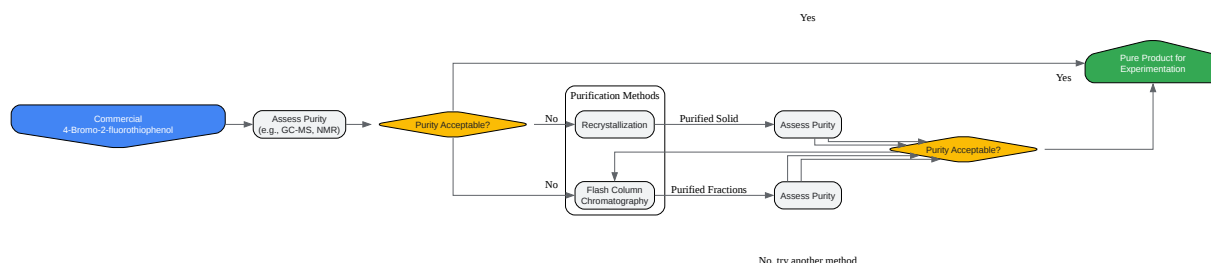 Yes
Pure Product for
Experimentation
Yes
Purification Methods
Commercial
4-Bromo-2-fluorothiophenol
Assess Purity
(e.g., GC-MS, NMR)
Purity Acceptable?
No
Recrystallization
Purified Solid
Assess Purity
Purity Acceptable?
No
Flash Column
Chromatography
Purified Fractions
Assess Purity
No, try another method